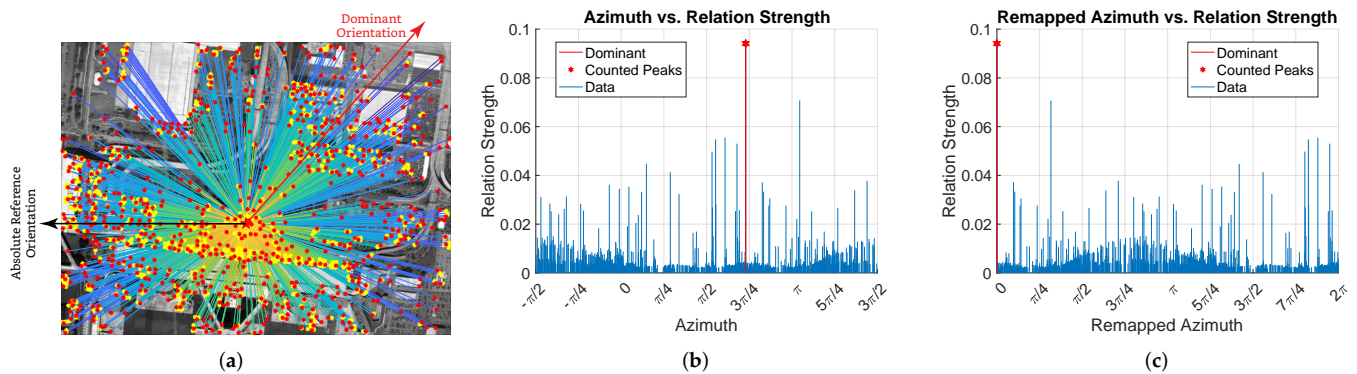 Dominant
Orientation
Absolute Reference
Orientation
(a)
Azimuth vs. Relation Strength
Relation Strength
0.1
0.08
0.06
0.04
0.02
0
Dominant
Counted Peaks
Data
-π/2
-π/4
0
π/4
π/2
3π/4
π
5π/4
3π/2
Azimuth
(b)
Remapped Azimuth vs. Relation Strength
Relation Strength
0.1
0.08
0.06
0.04
0.02
0
Dominant
Counted Peaks
Data
0
π/4
π/2
3π/4
π
5π/4
3π/2
7π/4
2π
Remapped Azimuth
(c)